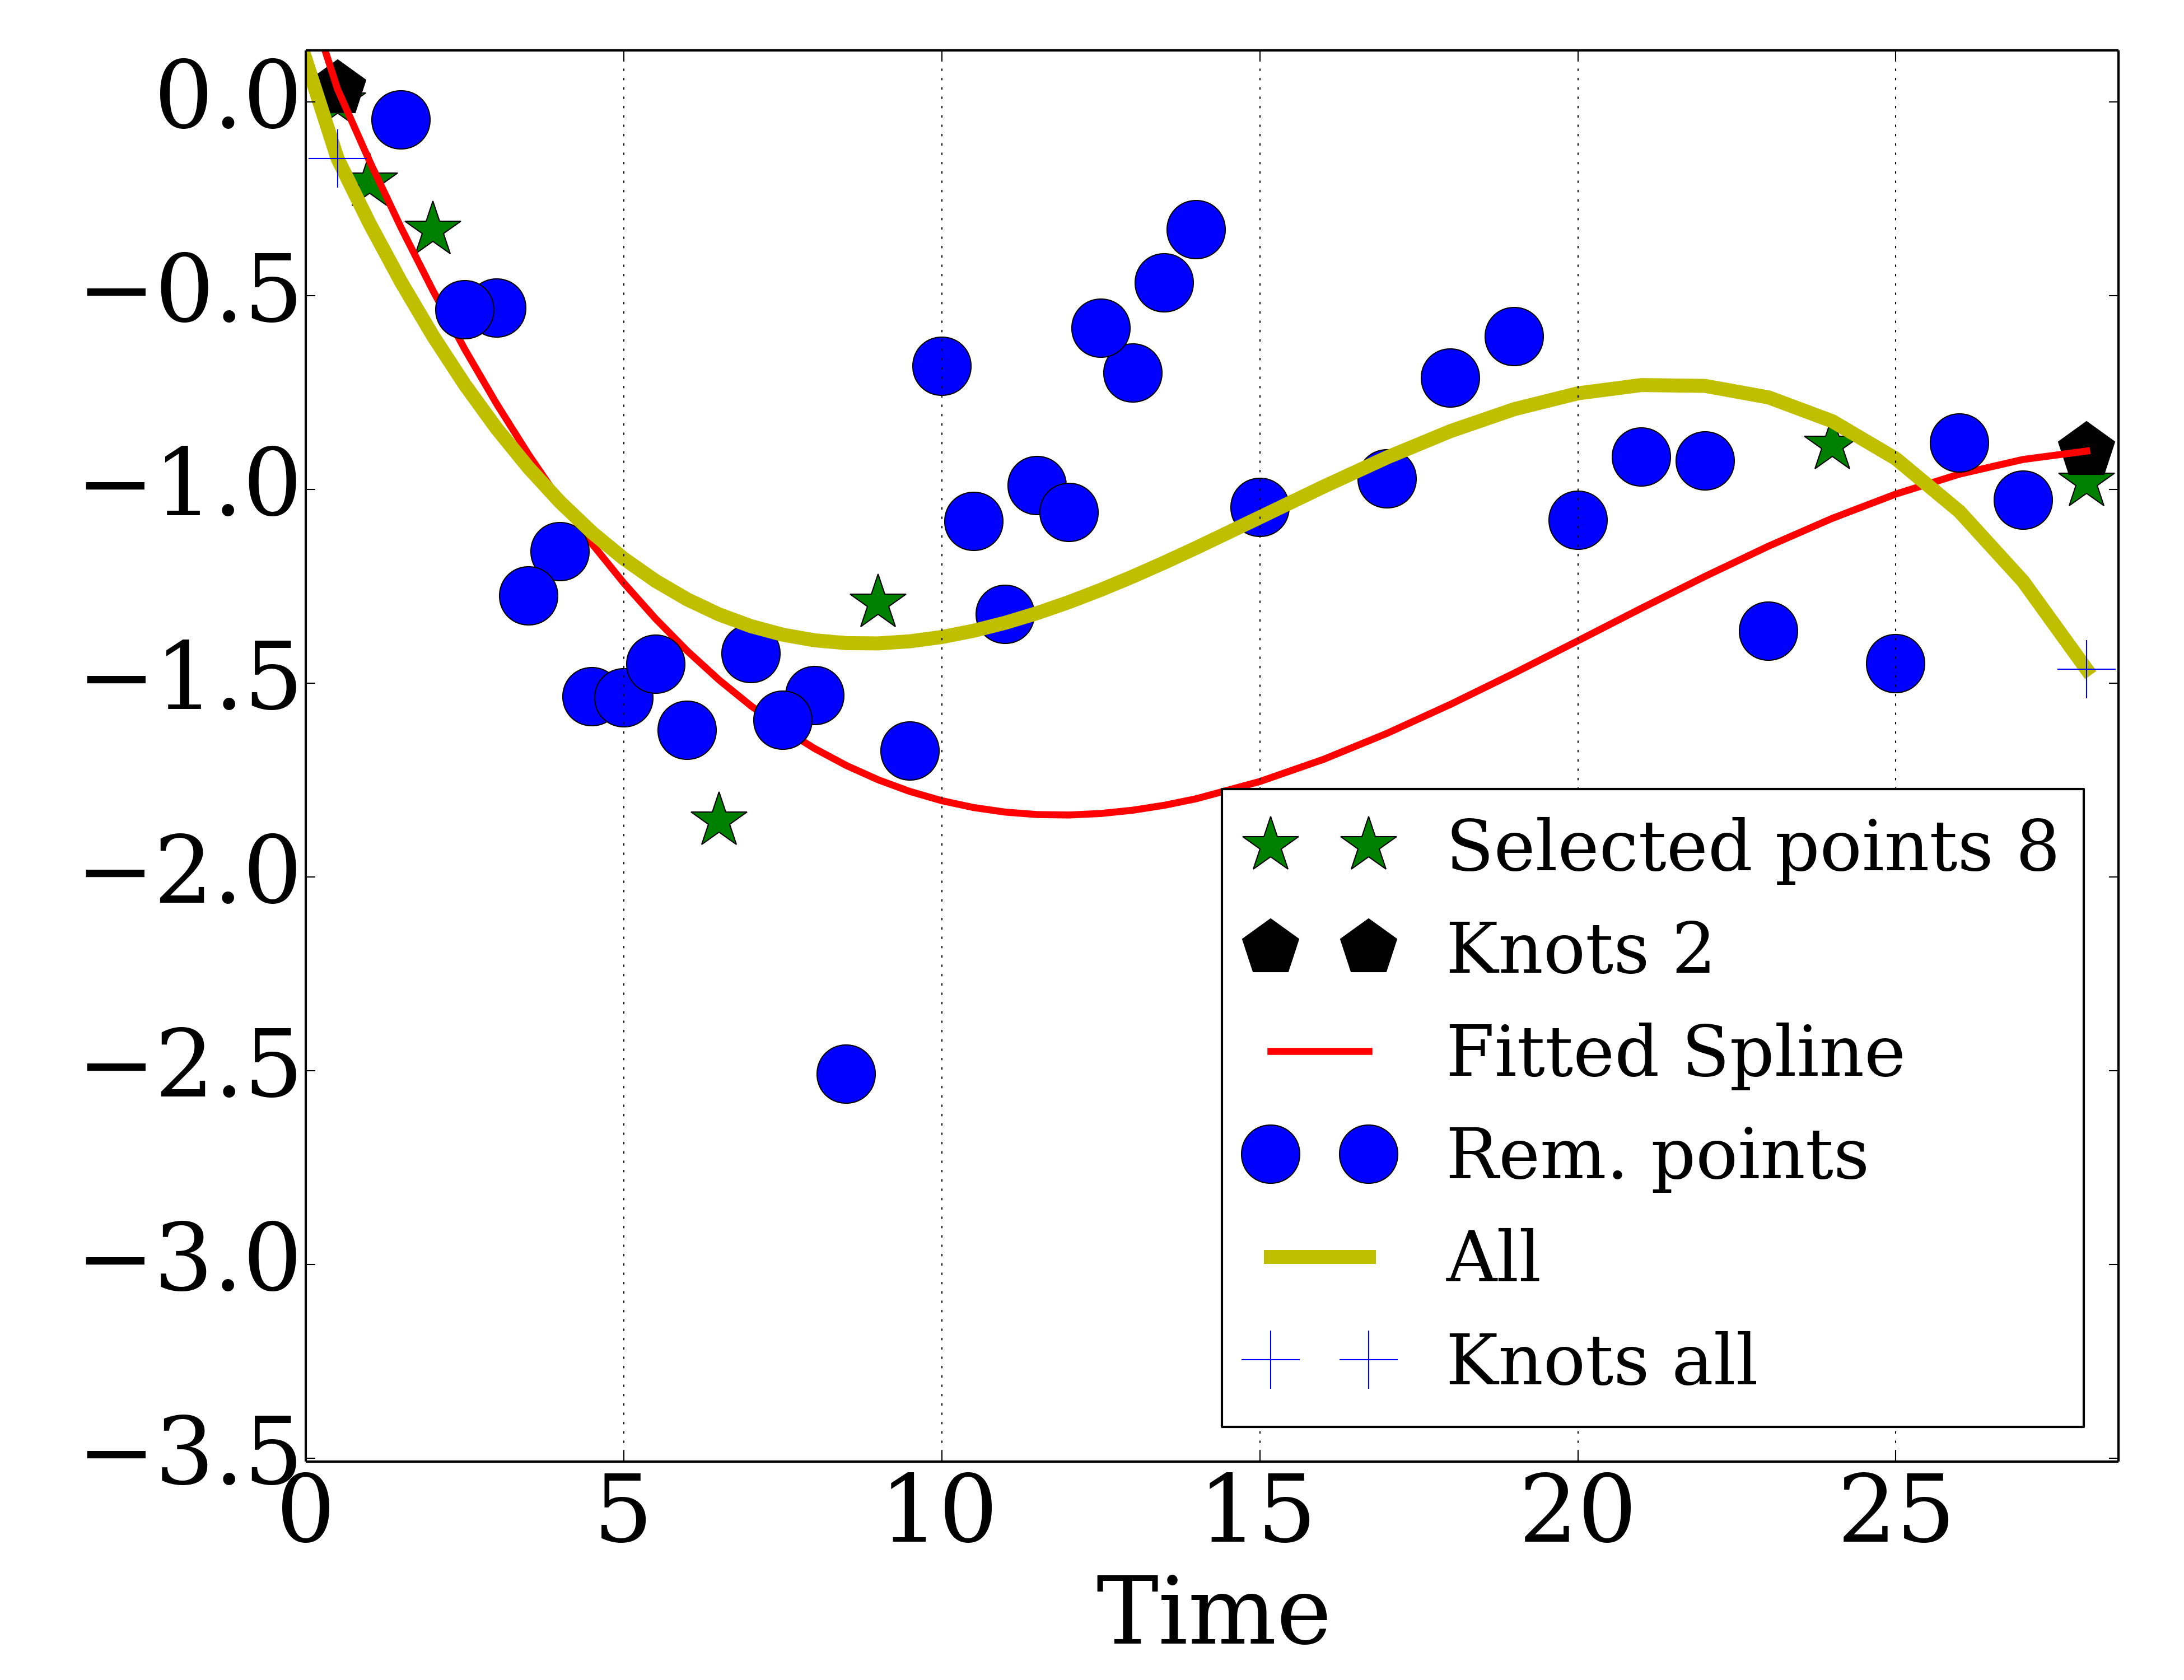 0.0
−0.5
−1.0
−1.5
−2.0
−2.5
−3.0
−3.5
Selected points 8
Knots 2
Fitted Spline
Rem. points
All
Knots all
0 5 10 15 20 25
Time